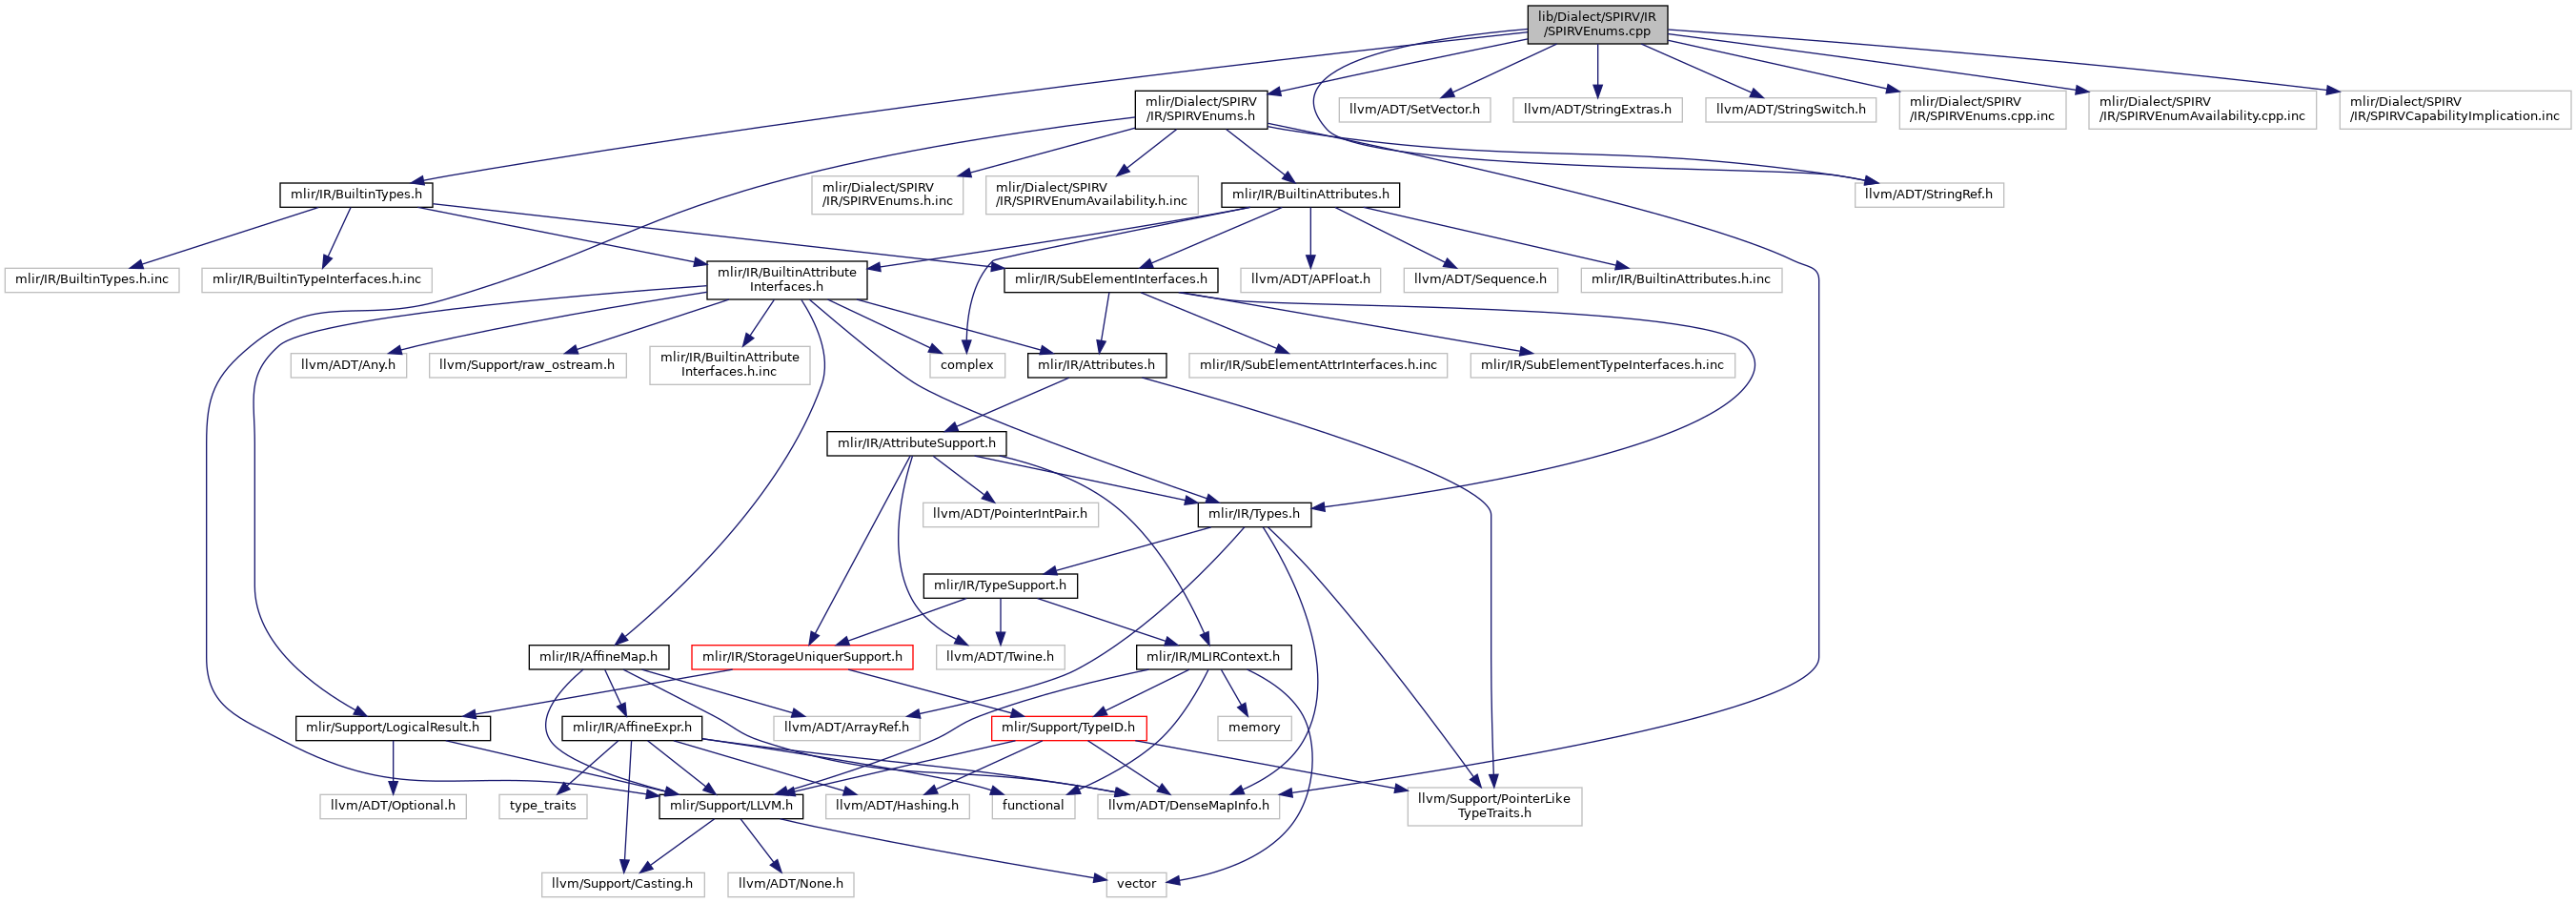 lib/Dialect/SPIRV/IR
/SPIRVEnums.cpp
mlir/Dialect/SPIRV
/IR/SPIRVEnums.h
llvm/ADT/SetVector.h
llvm/ADT/StringExtras.h
llvm/ADT/StringSwitch.h
mlir/Dialect/SPIRV
/IR/SPIRVEnums.cpp.inc
mlir/Dialect/SPIRV
/IR/SPIRVEnumAvailability.cpp.inc
mlir/Dialect/SPIRV
/IR/SPIRVCapabilityImplication.inc
mlir/IR/BuiltinTypes.h
mlir/Dialect/SPIRV
/IR/SPIRVEnums.h.inc
mlir/Dialect/SPIRV
/IR/SPIRVEnumAvailability.h.inc
mlir/IR/BuiltinAttributes.h
llvm/ADT/StringRef.h
mlir/IR/BuiltinTypes.h.inc
mlir/IR/BuiltinTypeInterfaces.h.inc
mlir/IR/BuiltinAttribute
Interfaces.h
mlir/IR/SubElementInterfaces.h
llvm/ADT/APFloat.h
llvm/ADT/Sequence.h
mlir/IR/BuiltinAttributes.h.inc
llvm/ADT/Any.h
llvm/Support/raw_ostream.h
mlir/IR/BuiltinAttribute
Interfaces.h.inc
complex
mlir/IR/Attributes.h
mlir/IR/SubElementAttrInterfaces.h.inc
mlir/IR/SubElementTypeInterfaces.h.inc
mlir/IR/AttributeSupport.h
llvm/ADT/PointerIntPair.h
mlir/IR/Types.h
mlir/IR/TypeSupport.h
mlir/IR/AffineMap.h
mlir/IR/StorageUniquerSupport.h
llvm/ADT/Twine.h
mlir/IR/MLIRContext.h
mlir/Support/LogicalResult.h
mlir/IR/AffineExpr.h
llvm/ADT/ArrayRef.h
mlir/Support/TypeID.h
memory
llvm/ADT/Optional.h
type_traits
mlir/Support/LLVM.h
llvm/ADT/Hashing.h
functional
llvm/ADT/DenseMapInfo.h
llvm/Support/PointerLike
TypeTraits.h
llvm/Support/Casting.h
llvm/ADT/None.h
vector